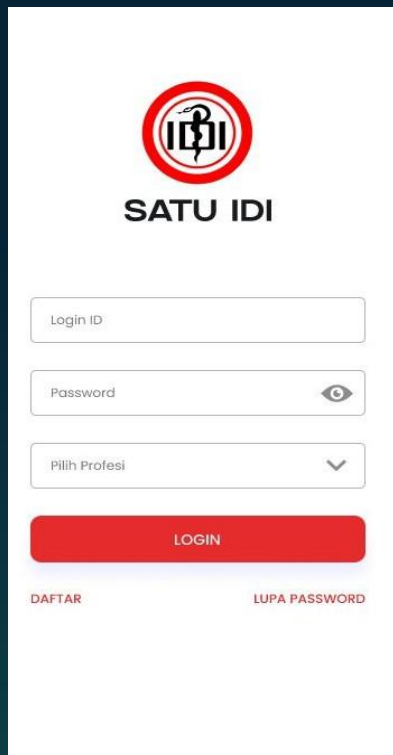 IDI
SATU IDI
Login ID
Password
Pilih Profesi
LOGIN
DAFTAR LUPA PASSWORD